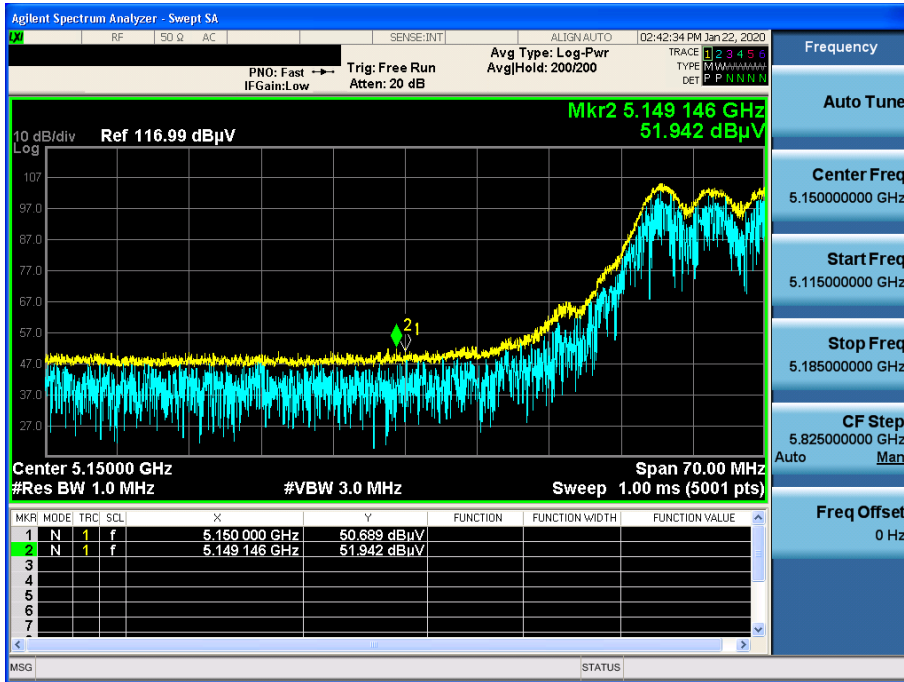 Agilent Spectrum Analyzer - Swept SA
LXI RF 50 Ω AC SENSE:INT ALIGN AUTO 02:42:34 PM Jan 22, 2020
Frequency
PNO: Fast Trig: Free Run Avg Type: Log-Pwr TRACE 1 2 3 4 5 6
IFGain:Low Atten: 20 dB Avg|Hold: 200/200 TYPE MWWWWW
DET P P N N N N
Auto Tune
Mkr2 5.149 146 GHz
10 dB/div Ref 116.99 dBµV 51.942 dBµV
Log
107
97.0
87.0
77.0
67.0
57.0
47.0
37.0
27.0
2 1
Center Freq
5.150000000 GHz
Start Freq
5.115000000 GHz
Stop Freq
5.185000000 GHz
CF Step
5.825000000 GHz
Auto Man
Freq Offset
0 Hz
Center 5.15000 GHz Span 70.00 MHz
#Res BW 1.0 MHz #VBW 3.0 MHz Sweep 1.00 ms (5001 pts)
MKR MODE TRC SCL X Y FUNCTION FUNCTION WIDTH FUNCTION VALUE
1 N 1 f 5.150 000 GHz 50.689 dBµV
2 N 1 f 5.149 146 GHz 51.942 dBµV
3
4
5
6
7
MSG STATUS